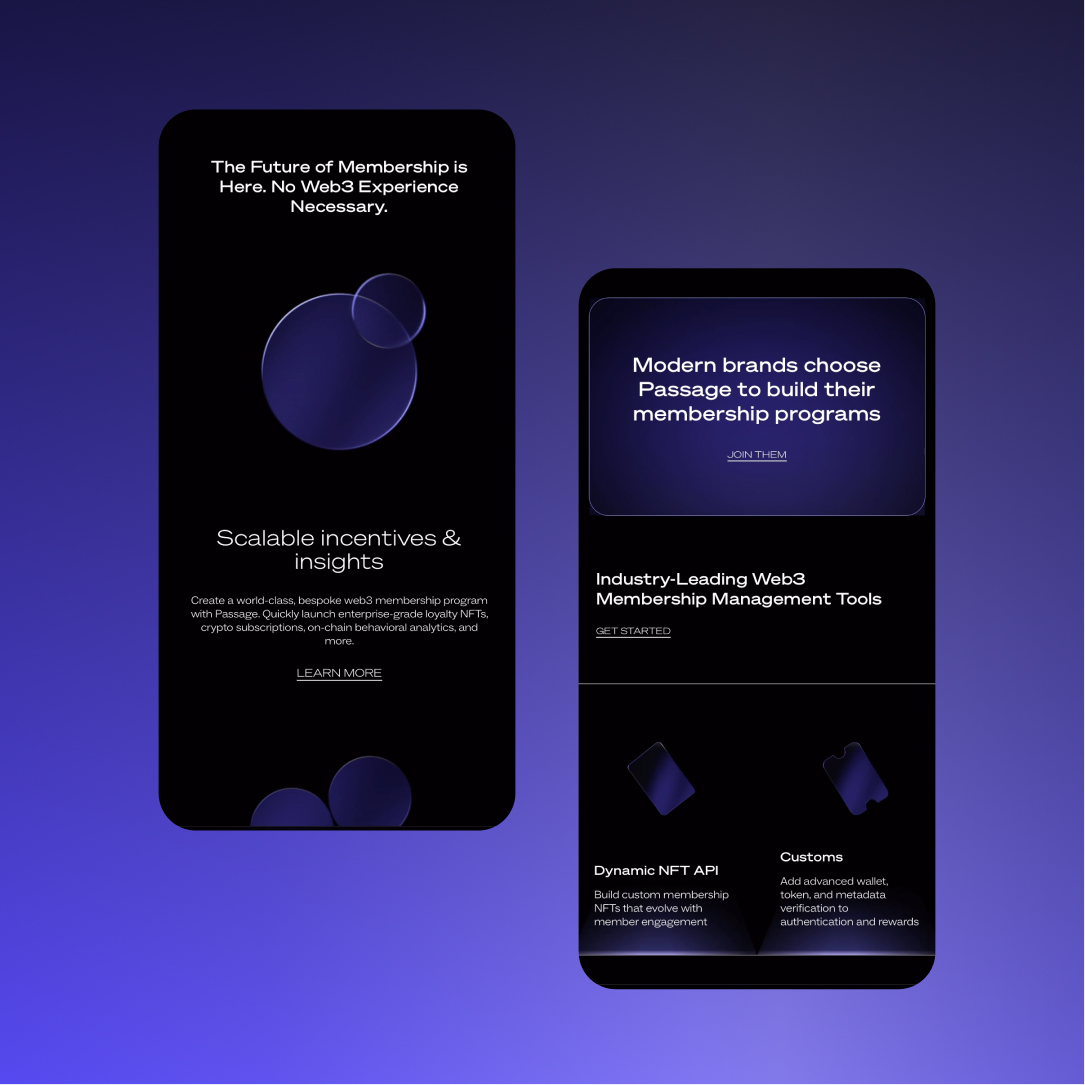 The Future of Membership is
Here. No Web3 Experience
Necessary.
Scalable incentives &
insights
Create a world-class, bespoke web3 membership program
with Passage. Quickly launch enterprise-grade loyalty NFTs,
crypto subscriptions, on-chain behavioral analytics, and
more.
LEARN MORE
Modern brands choose
Passage to build their
membership programs
JOIN THEM
Industry-Leading Web3
Membership Management Tools
GET STARTED
Dynamic NFT API
Build custom membership
NFTs that evolve with
member engagement
Customs
Add advanced wallet,
token, and metadata
verification to
authentication and rewards